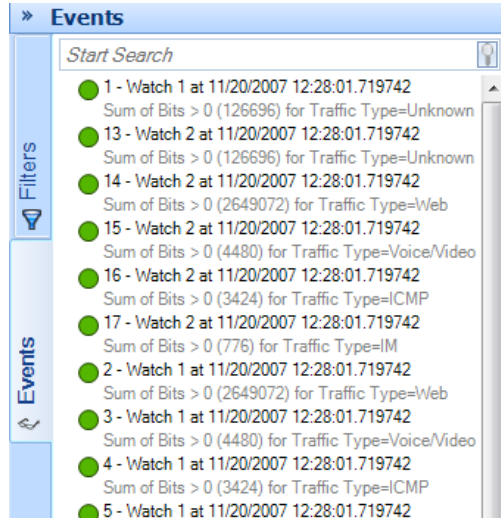 » Events
Start Search
Filters
Events
1 - Watch 1 at 11/20/2007 12:28:01.719742
Sum of Bits > 0 (126696) for Traffic Type=Unknown
13 - Watch 2 at 11/20/2007 12:28:01.719742
Sum of Bits > 0 (126696) for Traffic Type=Unknown
14 - Watch 2 at 11/20/2007 12:28:01.719742
Sum of Bits > 0 (2649072) for Traffic Type=Web
15 - Watch 2 at 11/20/2007 12:28:01.719742
Sum of Bits > 0 (4480) for Traffic Type=Voice/Video
16 - Watch 2 at 11/20/2007 12:28:01.719742
Sum of Bits > 0 (3424) for Traffic Type=ICMP
17 - Watch 2 at 11/20/2007 12:28:01.719742
Sum of Bits > 0 (776) for Traffic Type=IM
2 - Watch 1 at 11/20/2007 12:28:01.719742
Sum of Bits > 0 (2649072) for Traffic Type=Web
3 - Watch 1 at 11/20/2007 12:28:01.719742
Sum of Bits > 0 (4480) for Traffic Type=Voice/Video
4 - Watch 1 at 11/20/2007 12:28:01.719742
Sum of Bits > 0 (3424) for Traffic Type=ICMP
5 - Watch 1 at 11/20/2007 12:28:01.719742